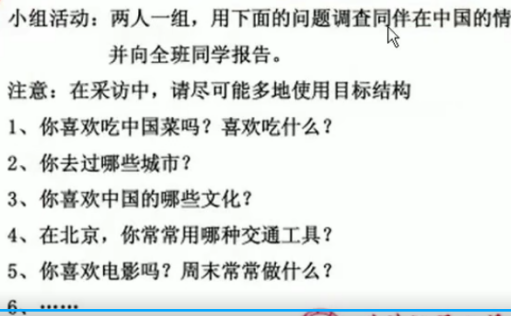 小组活动：两人一组，用下面的问题调查同伴在中国的情
并向全班同学报告。
注意：在采访中，请尽可能多地使用目标结构
1、你喜欢吃中国菜吗？喜欢吃什么？
2、你去过哪些城市？
3、你喜欢中国的哪些文化？
4、在北京，你常常用哪种交通工具？
5、你喜欢电影吗？周末常常做什么？
6、……